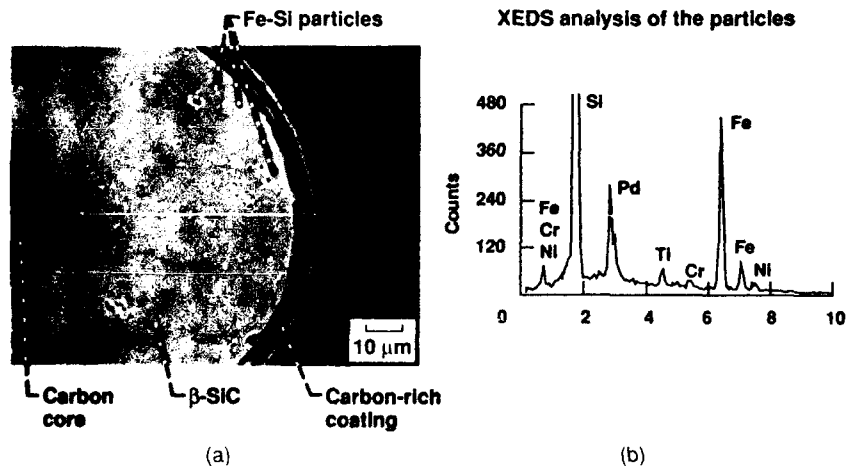 Fe-Si particles
10 μm
Carbon core
β-SiC
Carbon-rich coating
(a)
XEDS analysis of the particles
Counts
480
360
240
120
Si
Fe
Pd
Fe
Cr
Ni
Ti
Cr
Fe
Ni
0
2
4
6
8
10
(b)